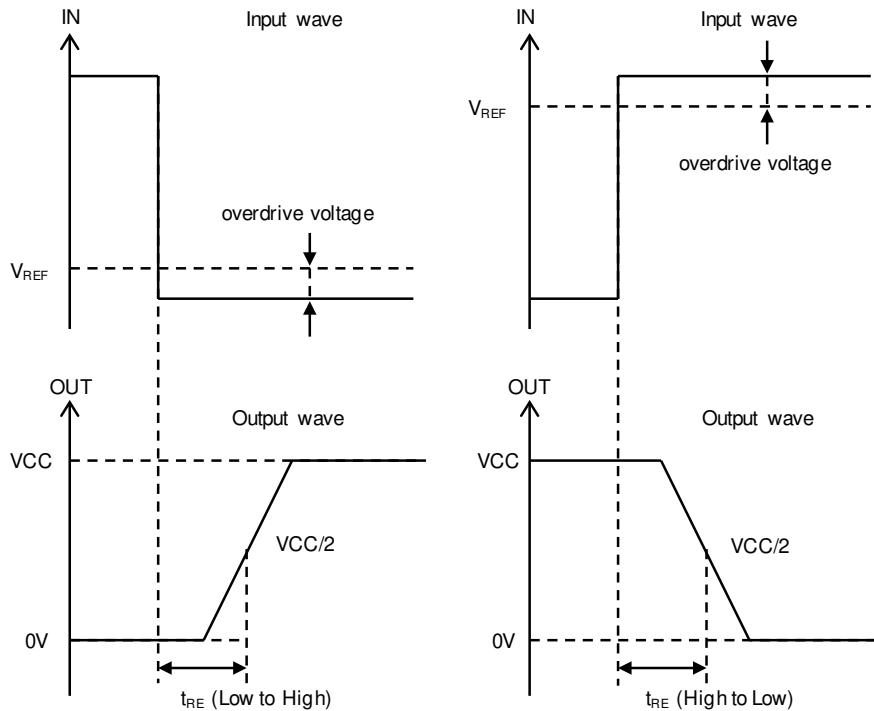 IN
Input wave
overdrive voltage
VREF
OUT
Output wave
VCC
VCC/2
0V
tRE (Low to High)
IN
Input wave
VREF
overdrive voltage
OUT
Output wave
VCC
VCC/2
0V
tRE (High to Low)